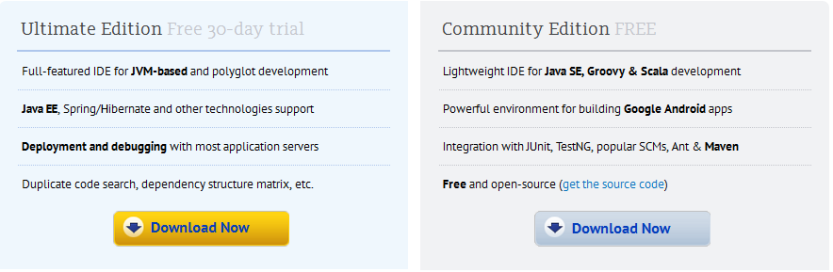 Ultimate Edition Free 30-day trial
Full-featured IDE for JVM-based and polyglot development
Java EE, Spring/Hibernate and other technologies support
Deployment and debugging with most application servers
Duplicate code search, dependency structure matrix, etc.
Download Now
Community Edition FREE
Lightweight IDE for Java SE, Groovy & Scala development
Powerful environment for building Google Android apps
Integration with JUnit, TestNG, popular SCMs, Ant & Maven
Free and open-source (get the source code)
Download Now